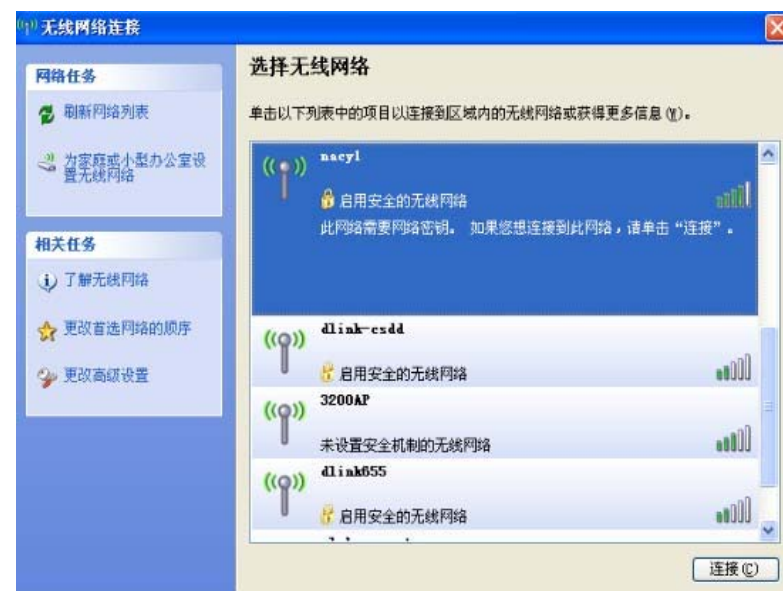 无线网络连接
网络任务
刷新网络列表
为家庭或小型办公室设
置无线网络
相关任务
了解无线网络
更改首选网络的顺序
更改高级设置
选择无线网络
单击以下列表中的项目以连接到区域内的无线网络或获得更多信息(W)。
nacyl
启用安全的无线网络
此网络需要网络密钥。 如果您想连接到此网络，请单击“连接”。
dlink-csdd
启用安全的无线网络
3200AP
未设置安全机制的无线网络
dlink655
启用安全的无线网络
连接(C)